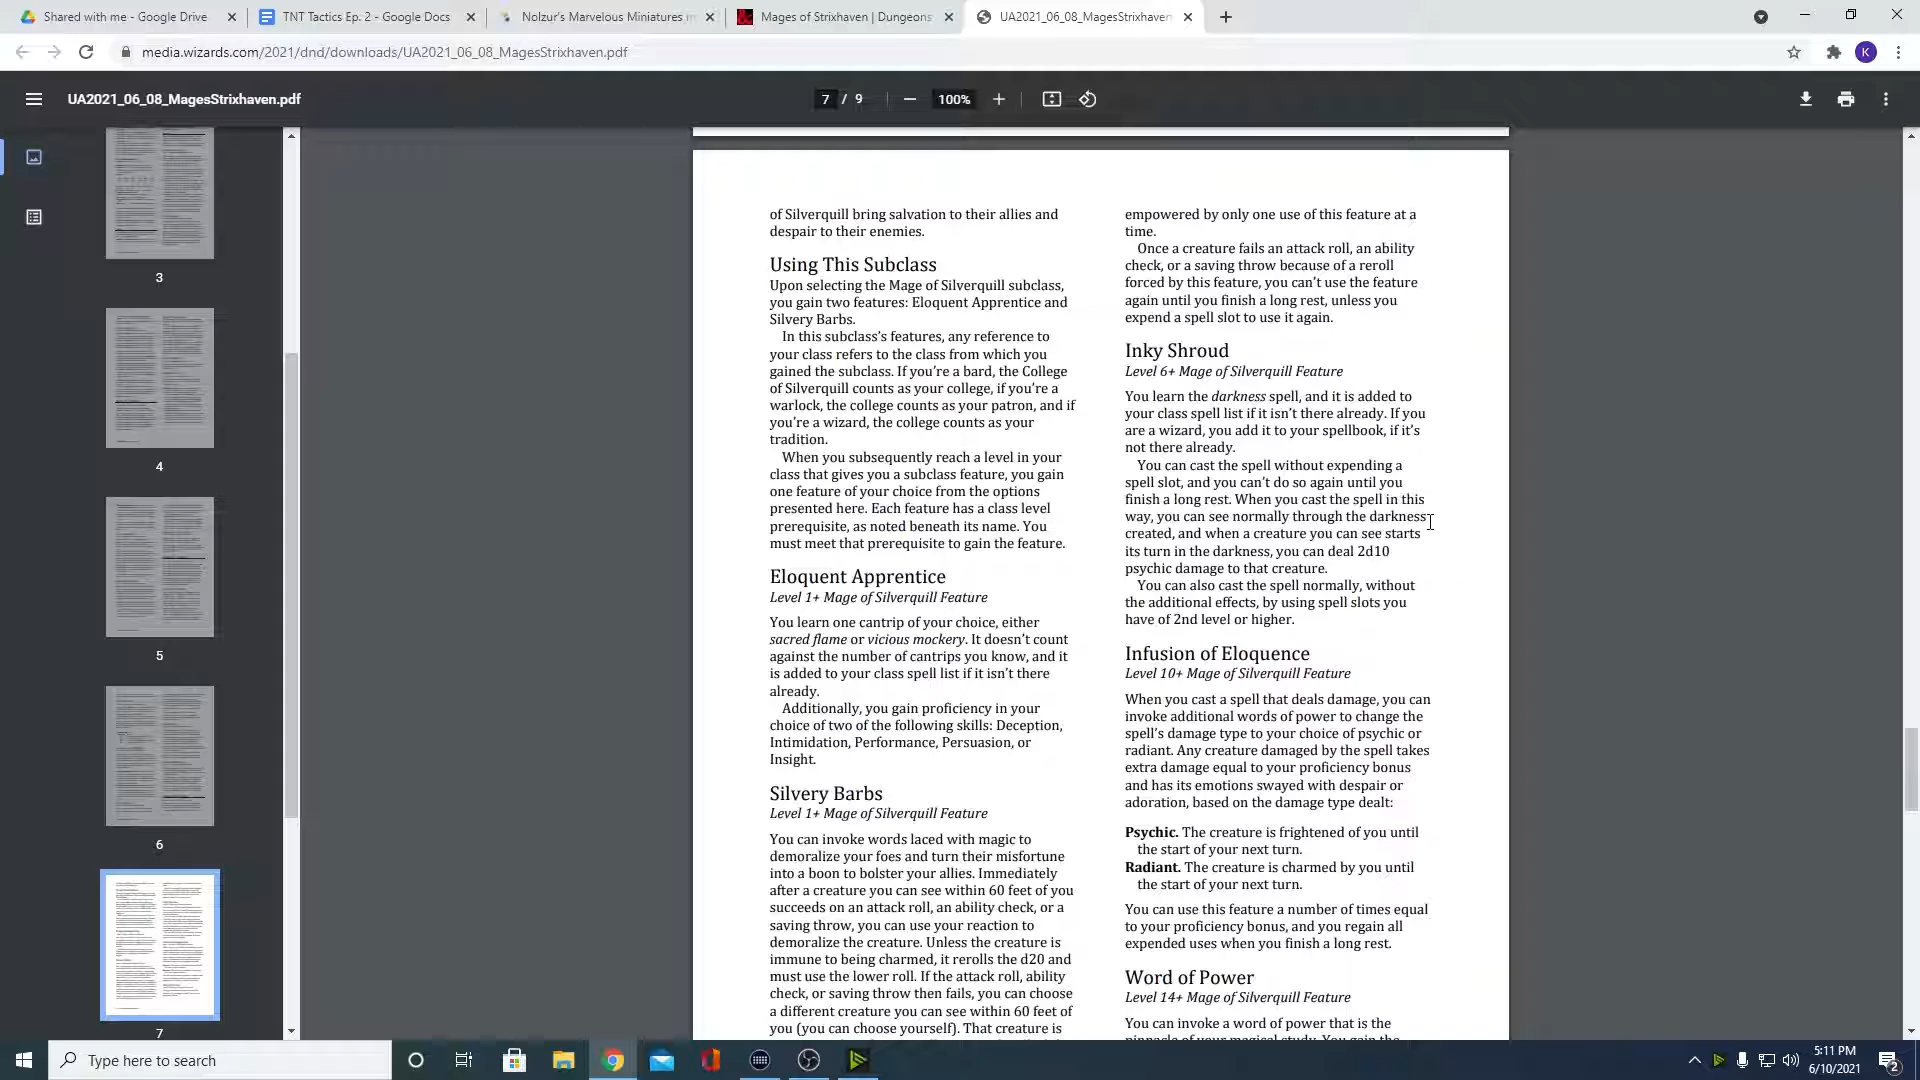 Shared with me - Google Drive
TNT Tactics Ep. 2 - Google Docs
Nolzur's Marvelous Miniatures m
Mages of Strixhaven | Dungeons
UA2021_06_08_MagesStrixhaven
media.wizards.com/2021/dnd/downloads/UA2021_06_08_MagesStrixhaven.pdf
K
UA2021_06_08_MagesStrixhaven.pdf
7 / 9
100%
3
4
5
6
7
of Silverquill bring salvation to their allies and
despair to their enemies.
Using This Subclass
Upon selecting the Mage of Silverquill subclass,
you gain two features: Eloquent Apprentice and
Silvery Barbs.
In this subclass's features, any reference to
your class refers to the class from which you
gained the subclass. If you're a bard, the College
of Silverquill counts as your college, if you're a
warlock, the college counts as your patron, and if
you're a wizard, the college counts as your
tradition.
When you subsequently reach a level in your
class that gives you a subclass feature, you gain
one feature of your choice from the options
presented here. Each feature has a class level
prerequisite, as noted beneath its name. You
must meet that prerequisite to gain the feature.
Eloquent Apprentice
Level 1+ Mage of Silverquill Feature
You learn one cantrip of your choice, either
sacred flame or vicious mockery. It doesn't count
against the number of cantrips you know, and it
is added to your class spell list if it isn't there
already.
Additionally, you gain proficiency in your
choice of two of the following skills: Deception,
Intimidation, Performance, Persuasion, or
Insight.
Silvery Barbs
Level 1+ Mage of Silverquill Feature
You can invoke words laced with magic to
demoralize your foes and turn their misfortune
into a boon to bolster your allies. Immediately
after a creature you can see within 60 feet of you
succeeds on an attack roll, an ability check, or a
saving throw, you can use your reaction to
demoralize the creature. Unless the creature is
immune to being charmed, it rerolls the d20 and
must use the lower roll. If the attack roll, ability
check, or saving throw then fails, you can choose
a different creature you can see within 60 feet of
you (you can choose yourself). That creature is
empowered by only one use of this feature at a
time.
Once a creature fails an attack roll, an ability
check, or a saving throw because of a reroll
forced by this feature, you can't use the feature
again until you finish a long rest, unless you
expend a spell slot to use it again.
Inky Shroud
Level 6+ Mage of Silverquill Feature
You learn the darkness spell, and it is added to
your class spell list if it isn't there already. If you
are a wizard, you add it to your spellbook, if it's
not there already.
You can cast the spell without expending a
spell slot, and you can't do so again until you
finish a long rest. When you cast the spell in this
way, you can see normally through the darkness
created, and when a creature you can see starts
its turn in the darkness, you can deal 2d10
psychic damage to that creature.
You can also cast the spell normally, without
the additional effects, by using spell slots you
have of 2nd level or higher.
Infusion of Eloquence
Level 10+ Mage of Silverquill Feature
When you cast a spell that deals damage, you can
invoke additional words of power to change the
spell's damage type to your choice of psychic or
radiant. Any creature damaged by the spell takes
extra damage equal to your proficiency bonus
and has its emotions swayed with despair or
adoration, based on the damage type dealt:
Psychic. The creature is frightened of you until
the start of your next turn.
Radiant. The creature is charmed by you until
the start of your next turn.
You can use this feature a number of times equal
to your proficiency bonus, and you regain all
expended uses when you finish a long rest.
Word of Power
Level 14+ Mage of Silverquill Feature
You can invoke a word of power that is the
pinnacle of your magical study. You gain the
Type here to search
5:11 PM
6/10/2021
2